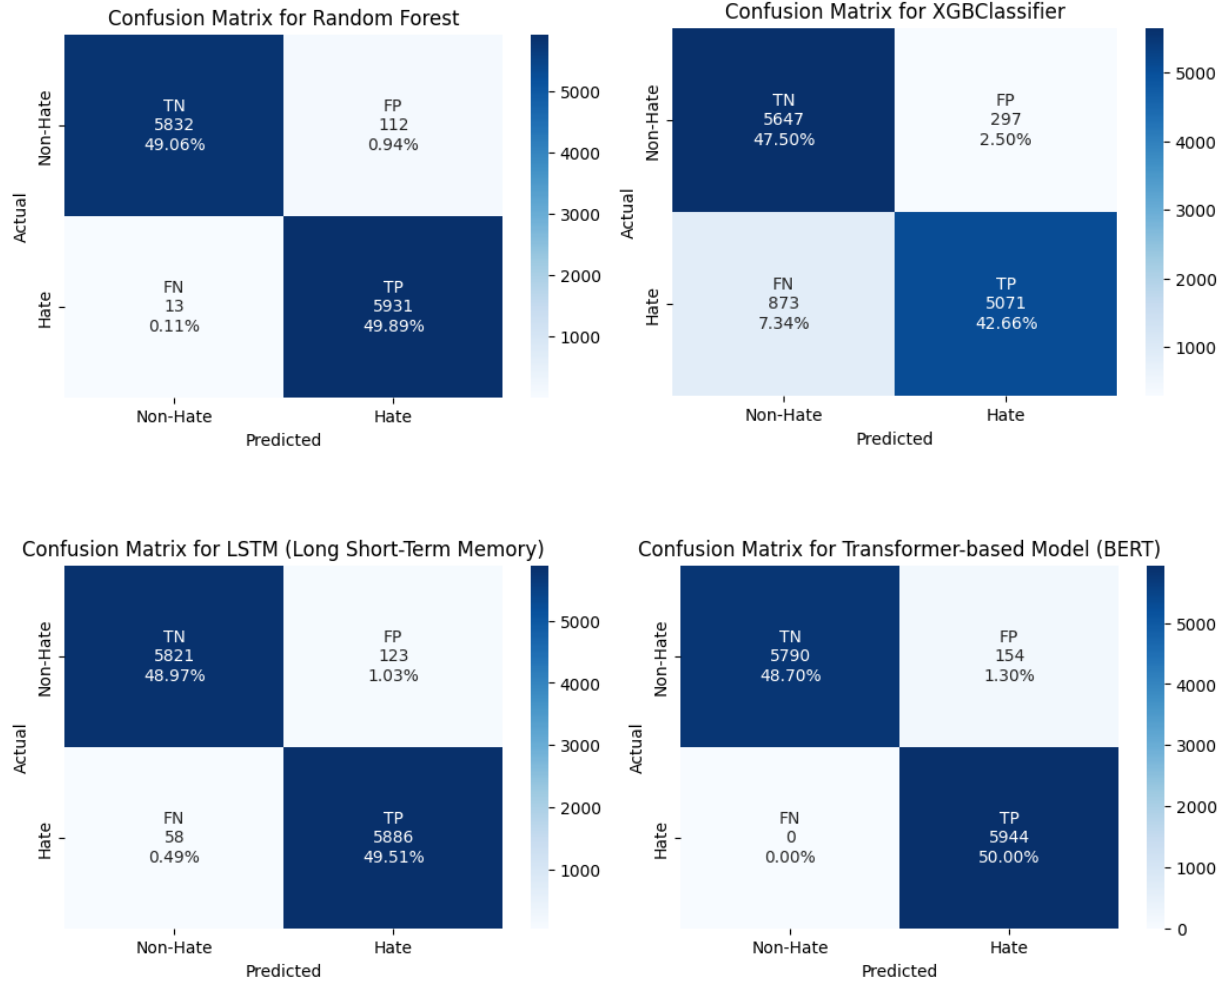 Confusion Matrix for Random Forest
Non-Hate
Hate
Actual
TN
5832
49.06%
FP
112
0.94%
FN
13
0.11%
TP
5931
49.89%
Non-Hate
Hate
Predicted
5000
4000
3000
2000
1000
Confusion Matrix for XGBClassifier
Non-Hate
Hate
Actual
TN
5647
47.50%
FP
297
2.50%
FN
873
7.34%
TP
5071
42.66%
Non-Hate
Hate
Predicted
5000
4000
3000
2000
1000
Confusion Matrix for LSTM (Long Short-Term Memory)
Non-Hate
Hate
Actual
TN
5821
48.97%
FP
123
1.03%
FN
58
0.49%
TP
5886
49.51%
Non-Hate
Hate
Predicted
5000
4000
3000
2000
1000
Confusion Matrix for Transformer-based Model (BERT)
Non-Hate
Hate
Actual
TN
5790
48.70%
FP
154
1.30%
FN
0
0.00%
TP
5944
50.00%
Non-Hate
Hate
Predicted
5000
4000
3000
2000
1000
0